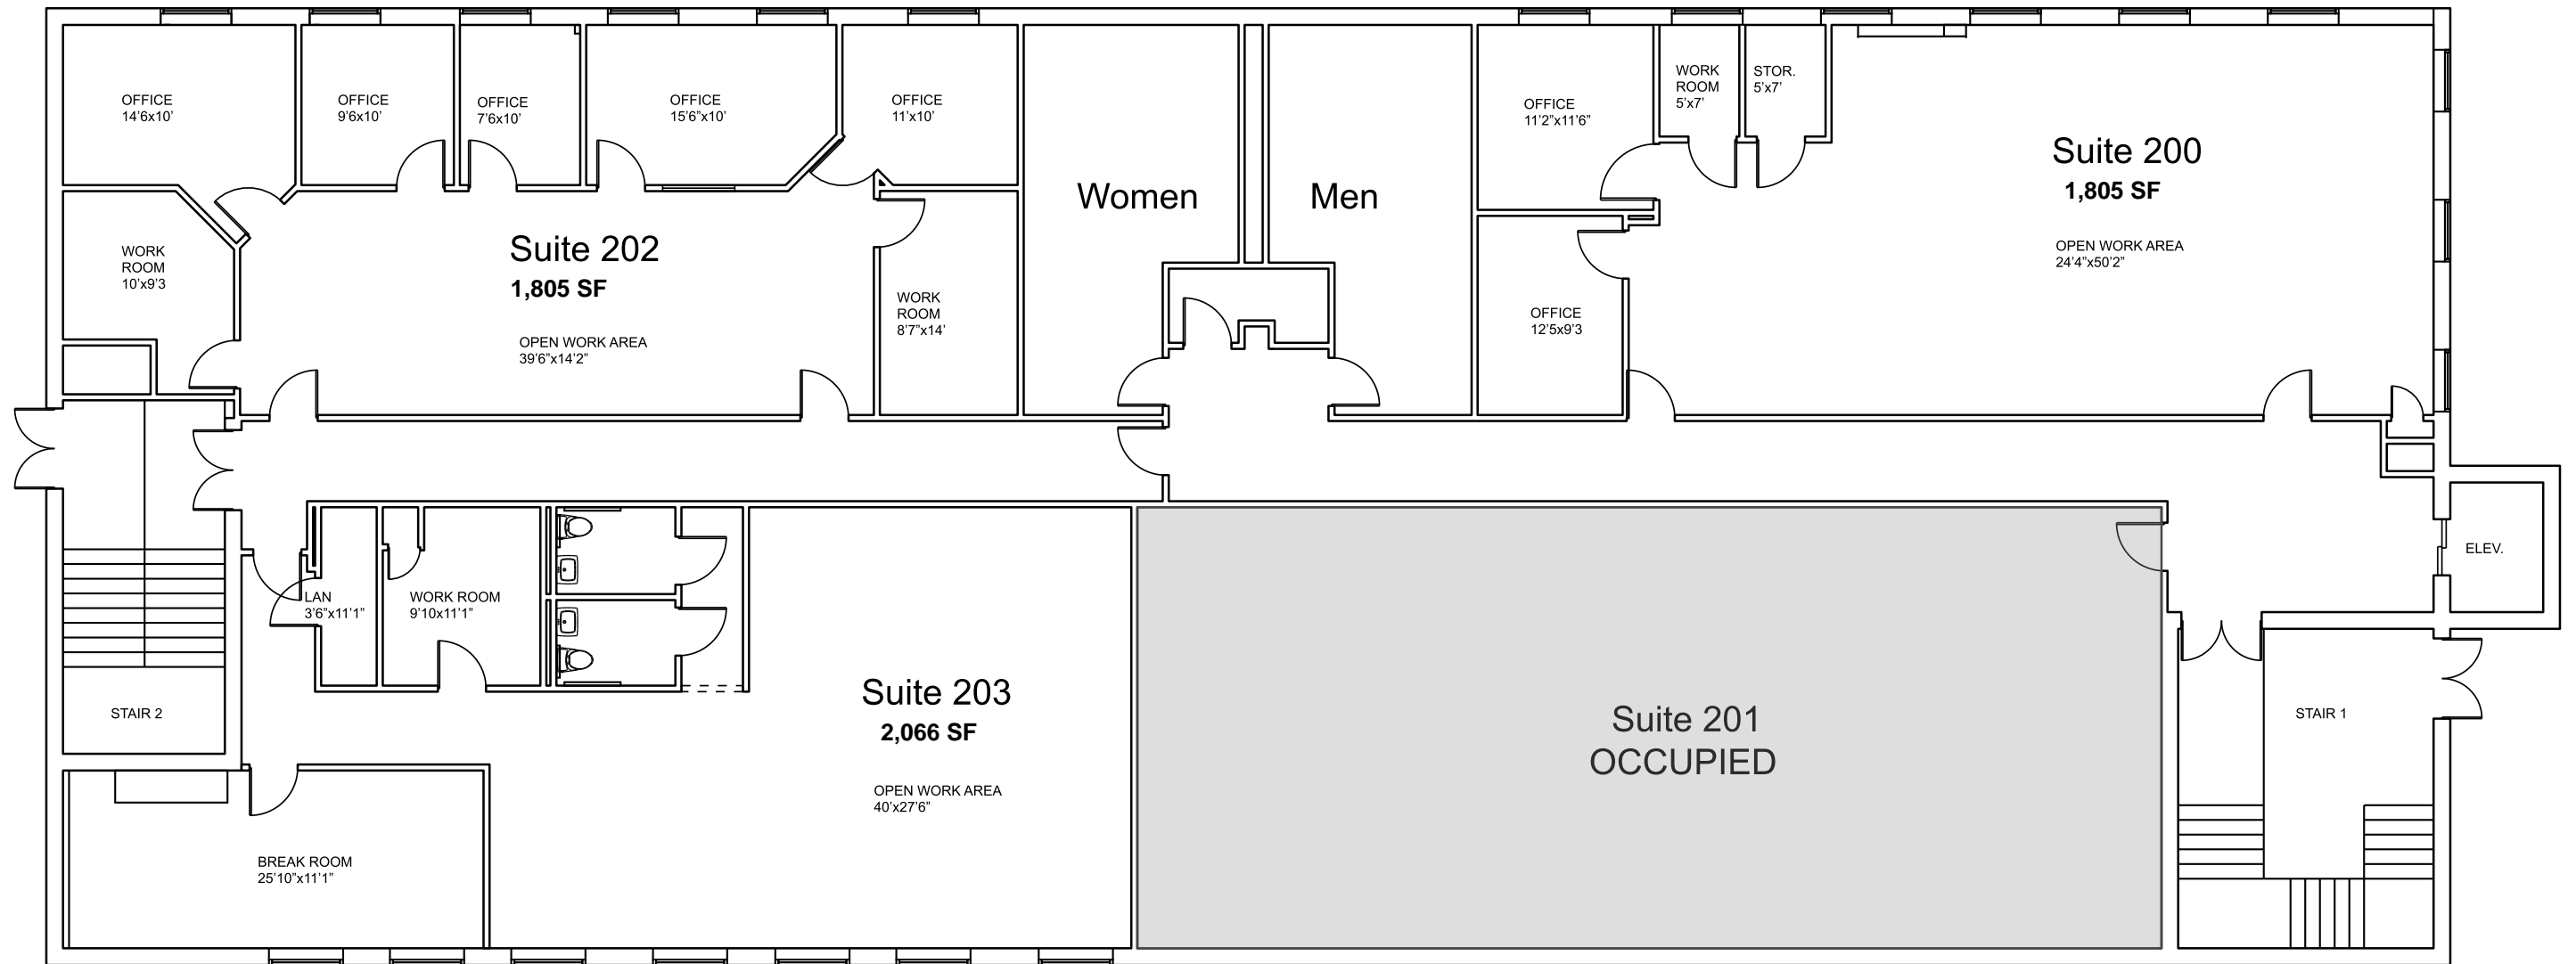 OFFICE
14’6x10’
OFFICE
9’6x10’
OFFICE
7’6x10’
OFFICE
15’6”x10’
OFFICE
11’x10’
WORK
ROOM
10’x9’3
Suite 202
1,805 SF
OPEN WORK AREA
39’6”x14’2”
WORK
ROOM
8’7”x14’
Women
Men
OFFICE
11’2”x11’6”
WORK
ROOM
5’x7’
STOR.
5’x7’
OFFICE
12’5x9’3
Suite 200
1,805 SF
OPEN WORK AREA
24’4”x50’2”
ELEV.
LAN
3’6”x11’1”
WORK ROOM
9’10x11’1”
STAIR 2
Suite 203
2,066 SF
OPEN WORK AREA
40’x27’6”
BREAK ROOM
25’10”x11’1”
Suite 201
OCCUPIED
STAIR 1